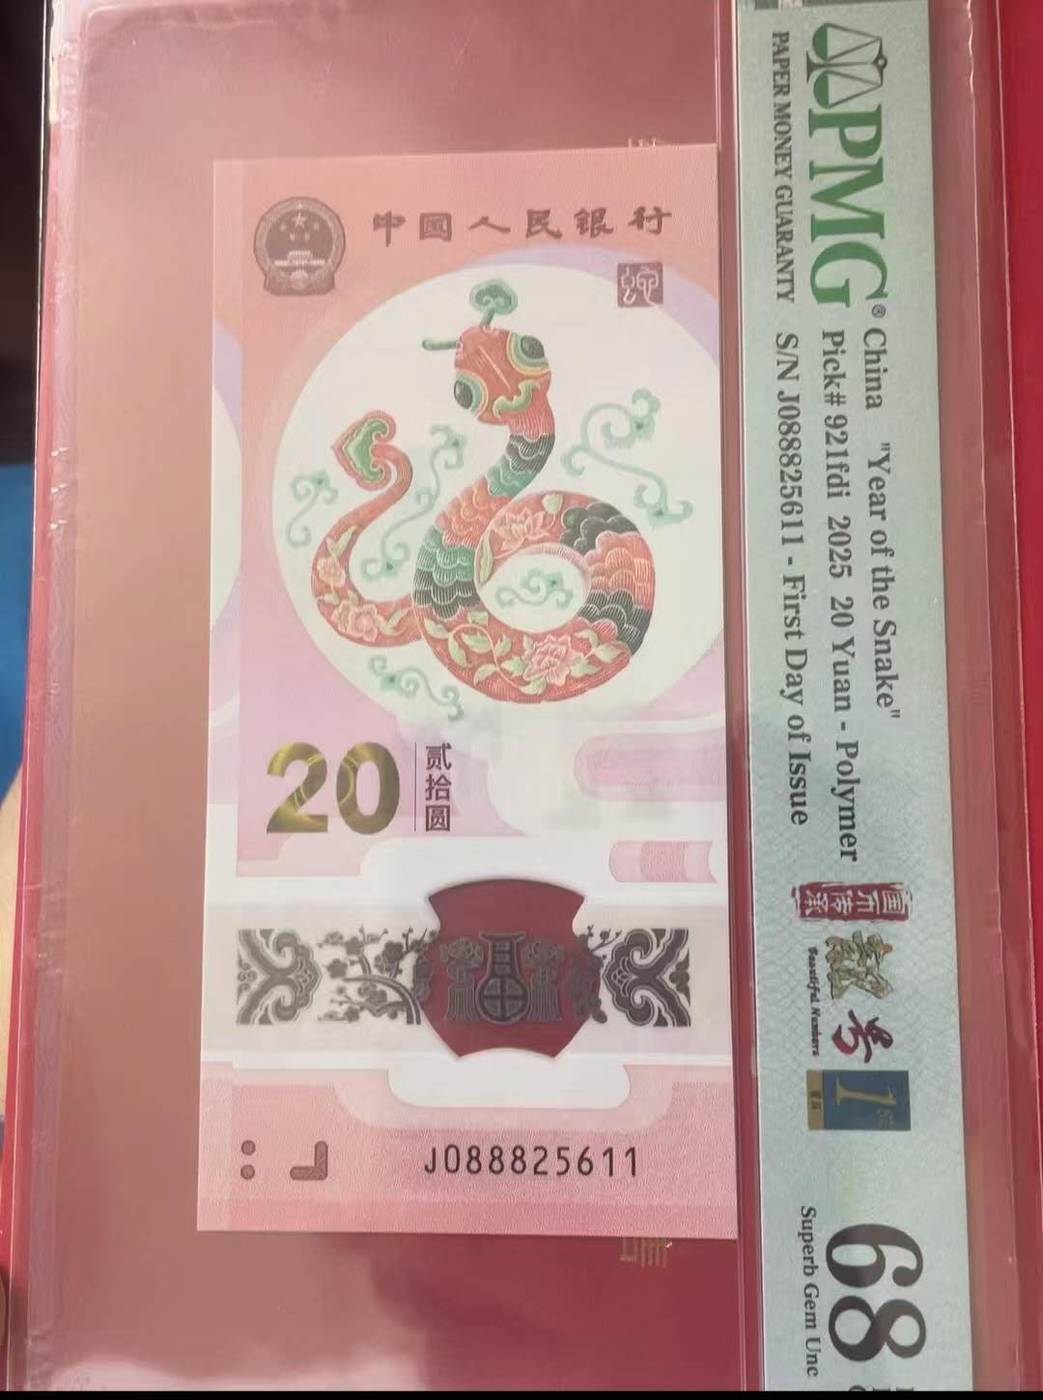 中国人民银行
20
贰拾圆
J088825611
PMG®
PAPER MONEY GUARANTY
China "Year of the Snake"
Pick# 921fdi 2025 20 Yuan - Polymer
S/N J088825611 - First Day of Issue
Beautiful Numbers
1
68
Superb Gem Unc